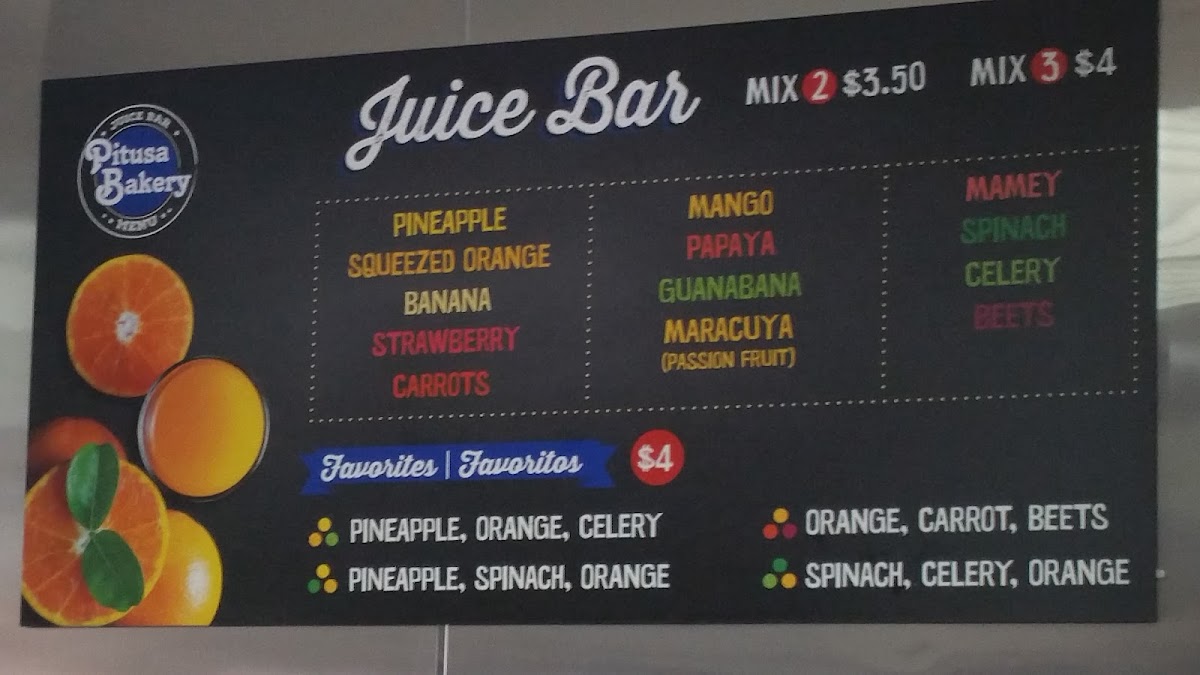 JUICE BAR
Pitusa
Bakery
MENU
Juice Bar
MIX 2 $3.50
MIX 3 $4
PINEAPPLE
SQUEEZED ORANGE
BANANA
STRAWBERRY
CARROTS
MANGO
PAPAYA
GUANABANA
MARACUYA
(PASSION FRUIT)
MAMEY
SPINACH
CELERY
BEETS
Favorites | Favoritos
$4
PINEAPPLE, ORANGE, CELERY
PINEAPPLE, SPINACH, ORANGE
ORANGE, CARROT, BEETS
SPINACH, CELERY, ORANGE